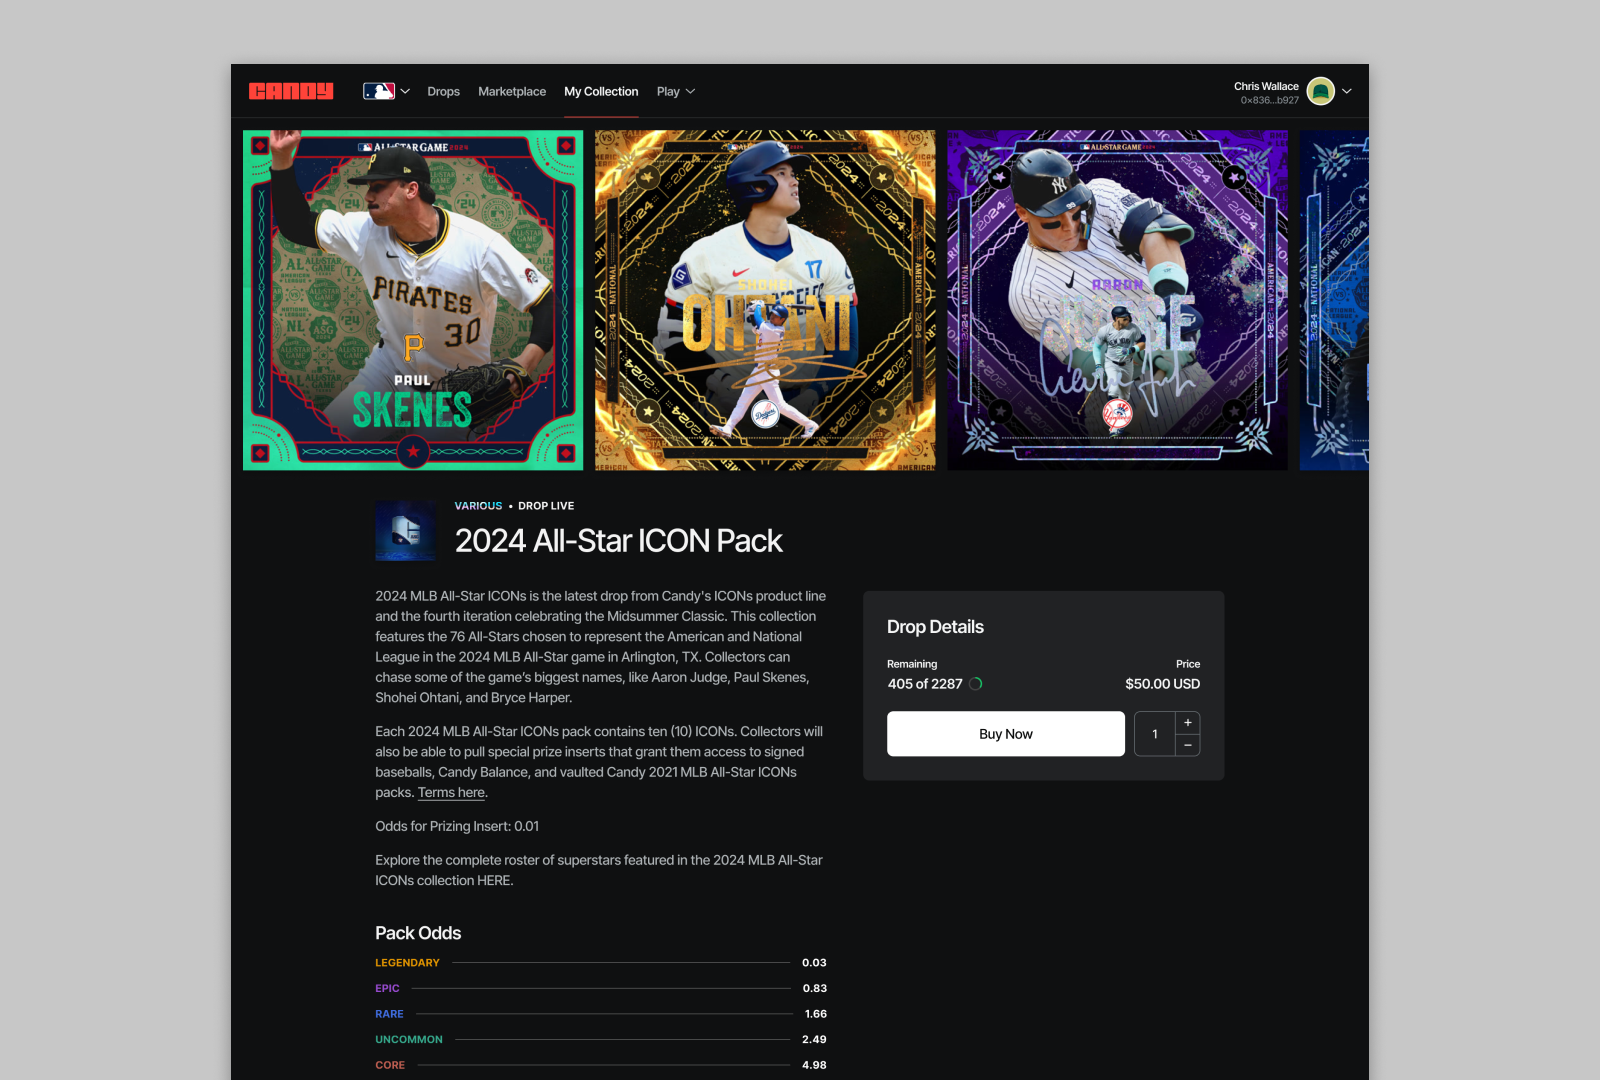 CANDY
Drops
Marketplace
My Collection
Play
Chris Wallace
0×836...b927
ALL-STAR GAME 2024
PIRATES
30
P
PAUL
SKENES
ALL-STAR GAME
17
SHOHEI
OHTANI
2024
NATIONAL
AMERICAN
Dodgers
ALL-STAR GAME
99
AARON
JUDGE
2024
NATIONAL
AMERICAN
VARIOUS • DROP LIVE
2024 All-Star ICON Pack
2024 MLB All-Star ICONs is the latest drop from Candy's ICONs product line
and the fourth iteration celebrating the Midsummer Classic. This collection
features the 76 All-Stars chosen to represent the American and National
League in the 2024 MLB All-Star game in Arlington, TX. Collectors can
chase some of the game’s biggest names, like Aaron Judge, Paul Skenes,
Shohei Ohtani, and Bryce Harper.
Each 2024 MLB All-Star ICONs pack contains ten (10) ICONs. Collectors will
also be able to pull special prize inserts that grant them access to signed
baseballs, Candy Balance, and vaulted Candy 2021 MLB All-Star ICONs
packs. Terms here.
Odds for Prizing Insert: 0.01
Explore the complete roster of superstars featured in the 2024 MLB All-Star
ICONs collection HERE.
Drop Details
Remaining
Price
405 of 2287
$50.00 USD
Buy Now
1
+
−
Pack Odds
LEGENDARY 0.03
EPIC 0.83
RARE 1.66
UNCOMMON 2.49
CORE 4.98